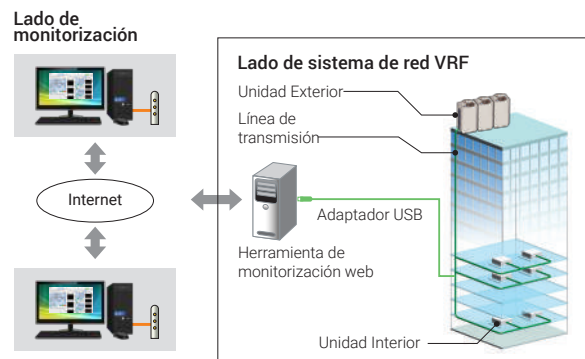 Lado de
monitorización
Internet
Lado de sistema de red VRF
Unidad Exterior
Línea de
transmisión
Adaptador USB
Herramienta de
monitorización web
Unidad Interior